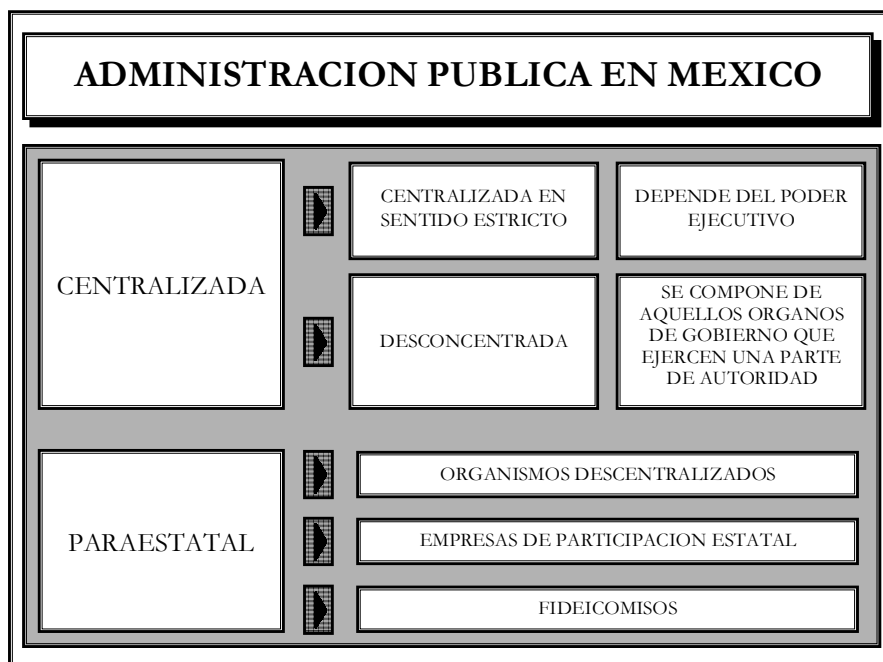 ADMINISTRACION PUBLICA EN MEXICO
CENTRALIZADA
CENTRALIZADA EN
SENTIDO ESTRICTO
DEPENDE DEL PODER
EJECUTIVO
DESCONCENTRADA
SE COMPONE DE
AQUELLOS ORGANOS
DE GOBIERNO QUE
EJERCEN UNA PARTE
DE AUTORIDAD
PARAESTATAL
ORGANISMOS DESCENTRALIZADOS
EMPRESAS DE PARTICIPACION ESTATAL
FIDEICOMISOS